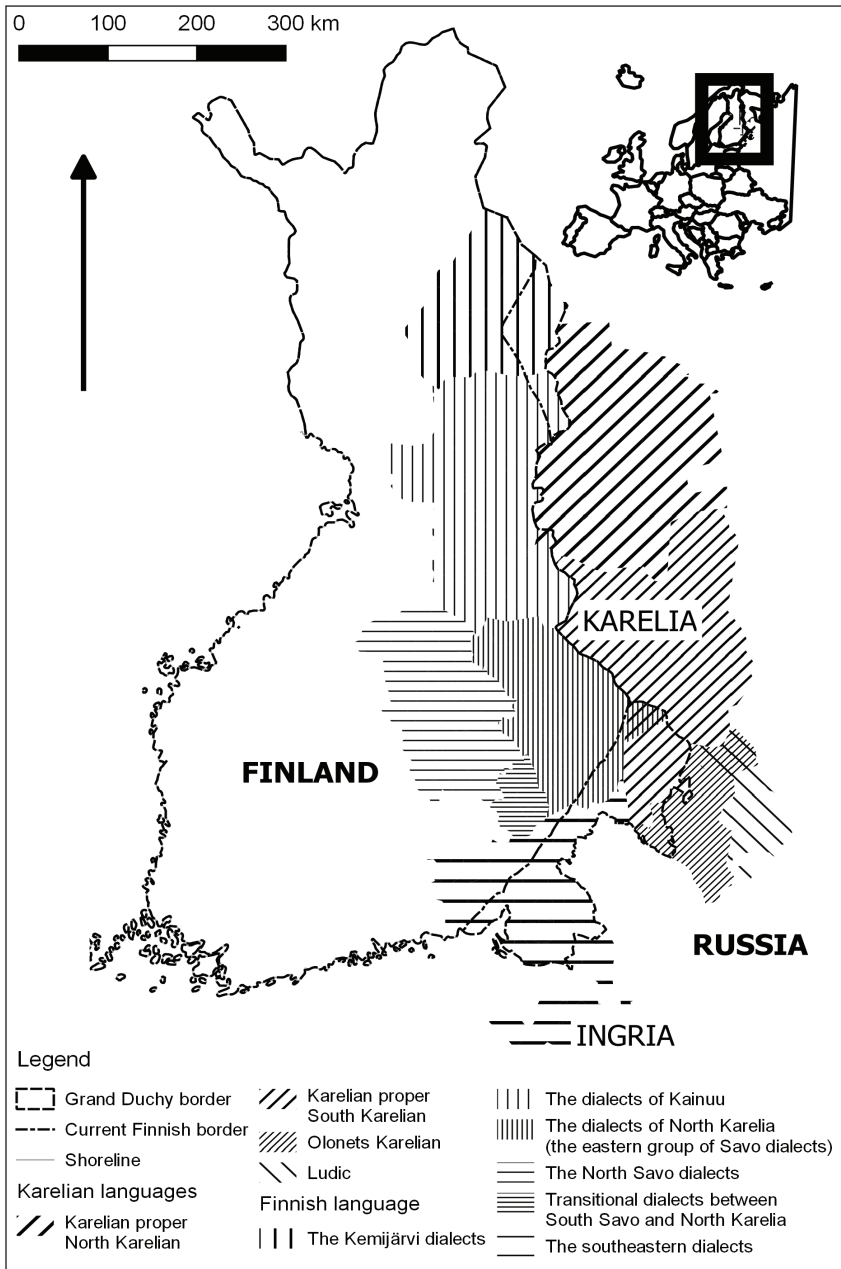 0 100 200 300 km
KARELIA
FINLAND
RUSSIA
INGRIA
Legend
Grand Duchy border
Current Finnish border
Shoreline
Karelian languages
Karelian proper
North Karelian
Karelian proper
South Karelian
Olonets Karelian
Ludic
Finnish language
The Kemijärvi dialects
The dialects of Kainuu
The dialects of North Karelia
(the eastern group of Savo dialects)
The North Savo dialects
Transitional dialects between
South Savo and North Karelia
The southeastern dialects